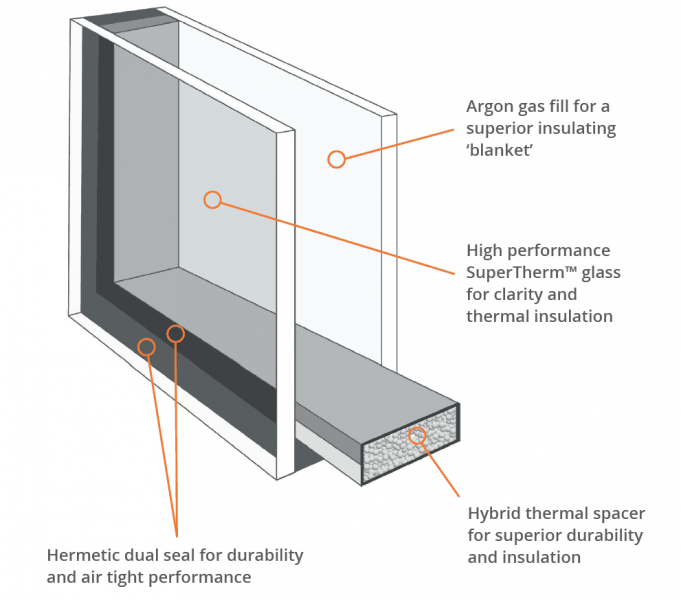 Argon gas fill for a
superior insulating
‘blanket’
High performance
SuperTherm™ glass
for clarity and
thermal insulation
Hybrid thermal spacer
for superior durability
and insulation
Hermetic dual seal for durability
and air tight performance